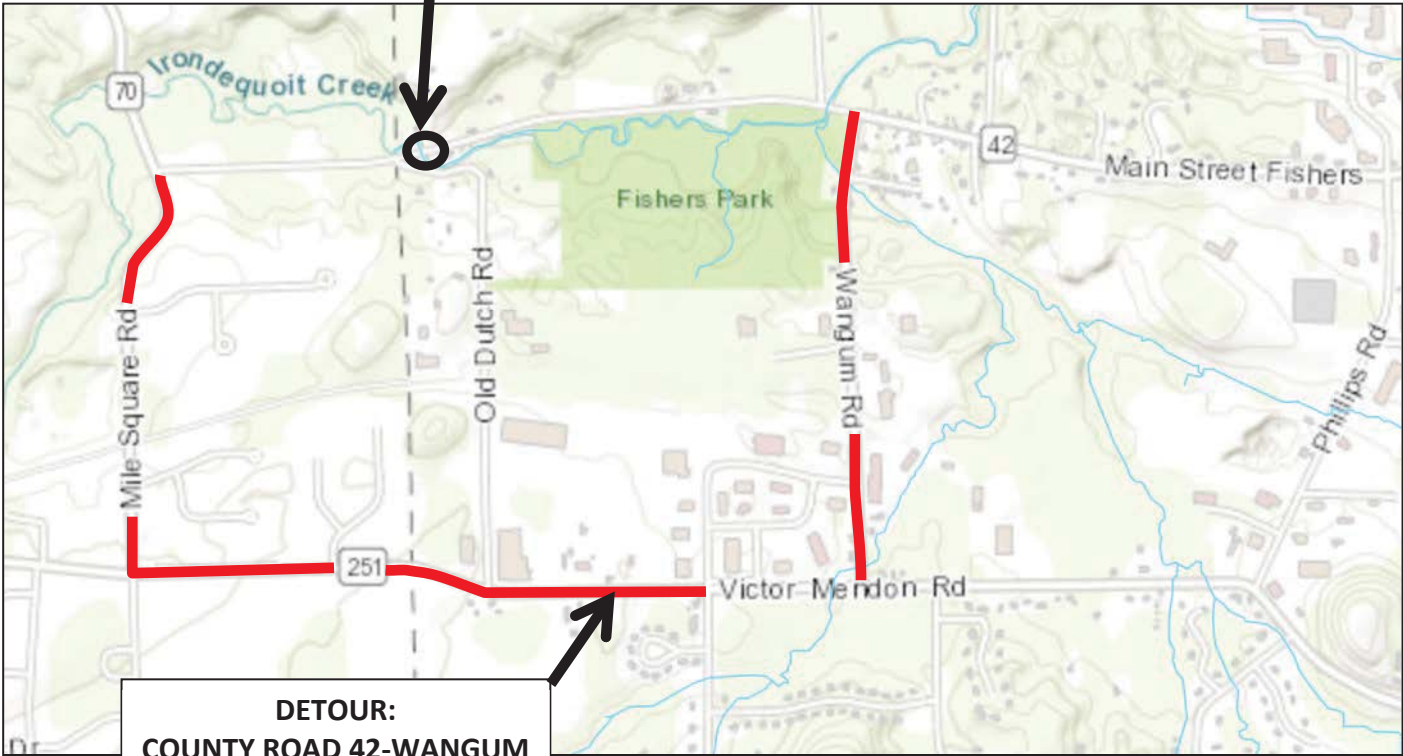 70
Irondequoit Creek
42
Main Street Fishers
Fishers Park
Old Dutch Rd
Wangum Rd
Mile Square Rd
Phillips Rd
251
Victor Mendon Rd
DETOUR:
COUNTY ROAD 42-WANGUM
Dr